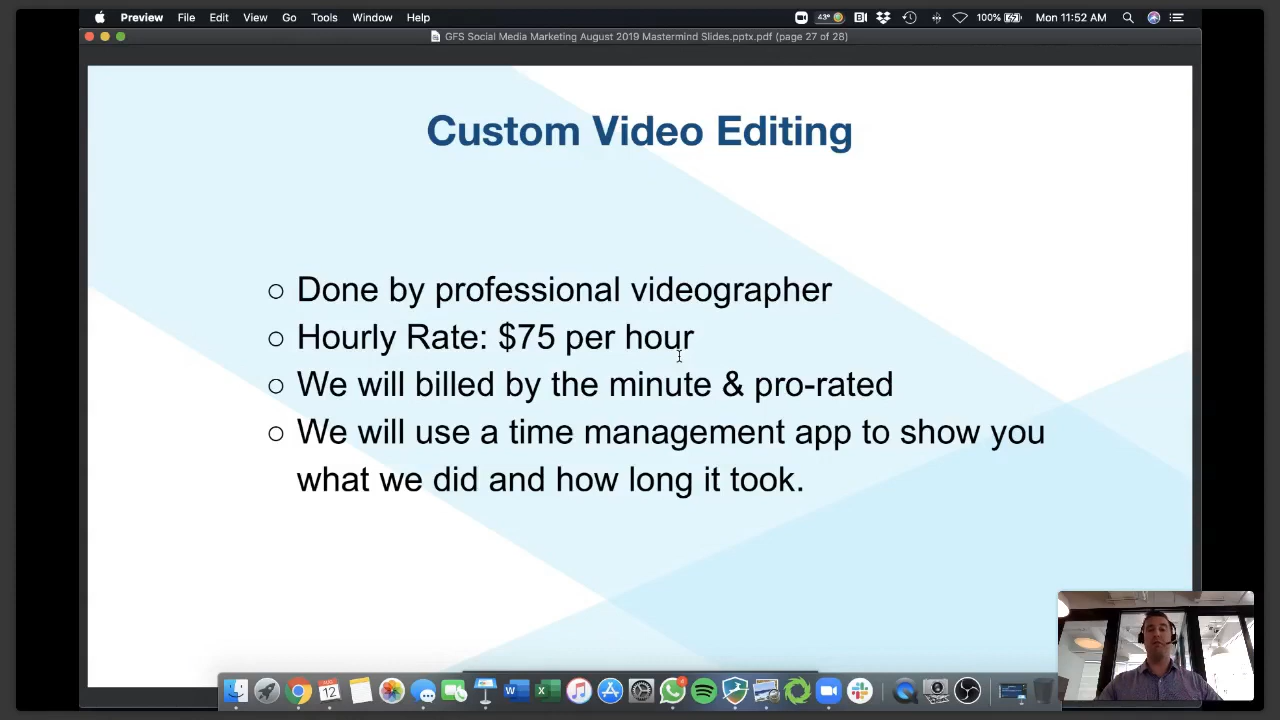 Preview File Edit View Go Tools Window Help 43° 100% Mon 11:52 AM
GFS Social Media Marketing August 2019 Mastermind Slides.pptx.pdf (page 27 of 28)
Custom Video Editing
○ Done by professional videographer
○ Hourly Rate: $75 per hour
○ We will billed by the minute & pro-rated
○ We will use a time management app to show you
what we did and how long it took.
12